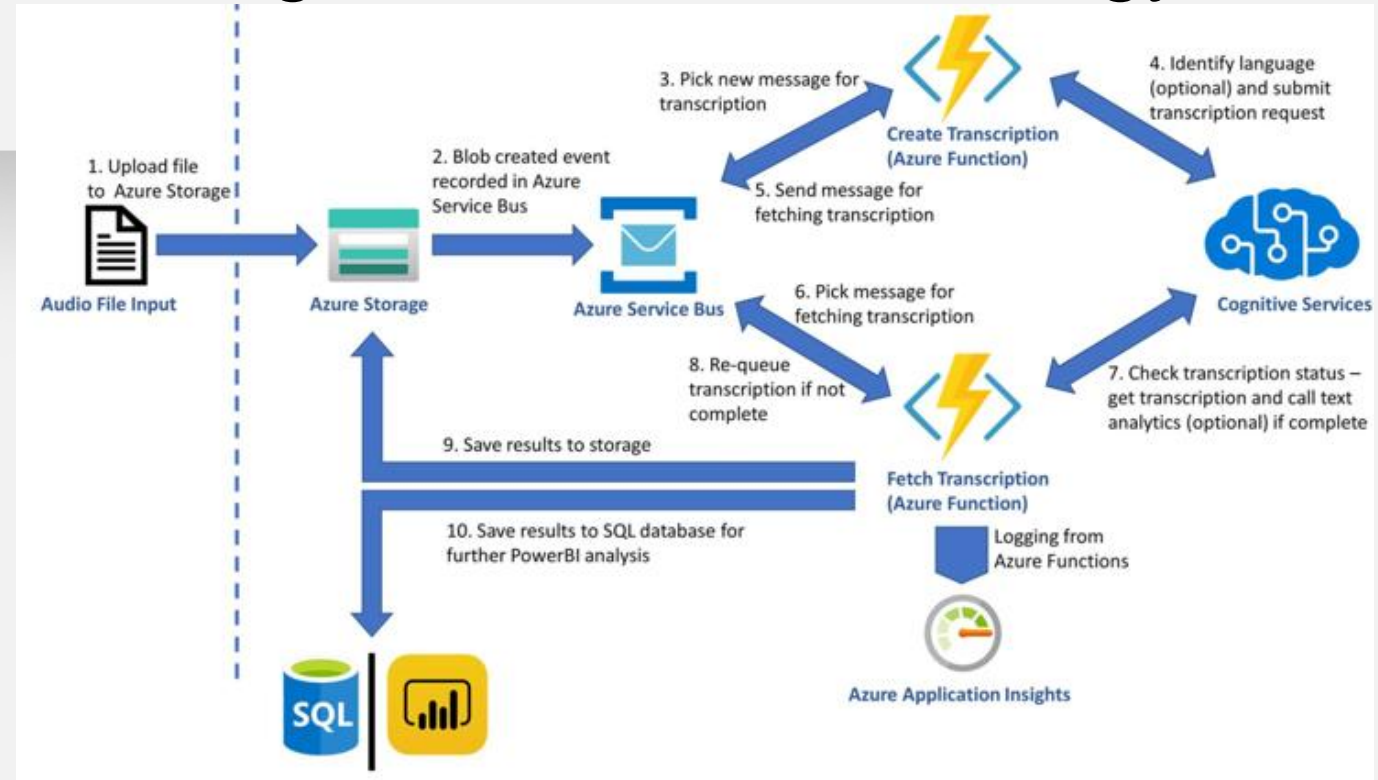 1. Upload file
to Azure Storage
Audio File Input
2. Blob created event
recorded in Azure
Service Bus
Azure Storage
Azure Service Bus
3. Pick new message for
transcription
Create Transcription
(Azure Function)
4. Identify language
(optional) and submit
transcription request
5. Send message for
fetching transcription
Cognitive Services
6. Pick message for
fetching transcription
7. Check transcription status –
get transcription and call text
analytics (optional) if complete
8. Re-queue
transcription if not
complete
Fetch Transcription
(Azure Function)
9. Save results to storage
10. Save results to SQL database for
further PowerBI analysis
Logging from
Azure Functions
Azure Application Insights
SQL